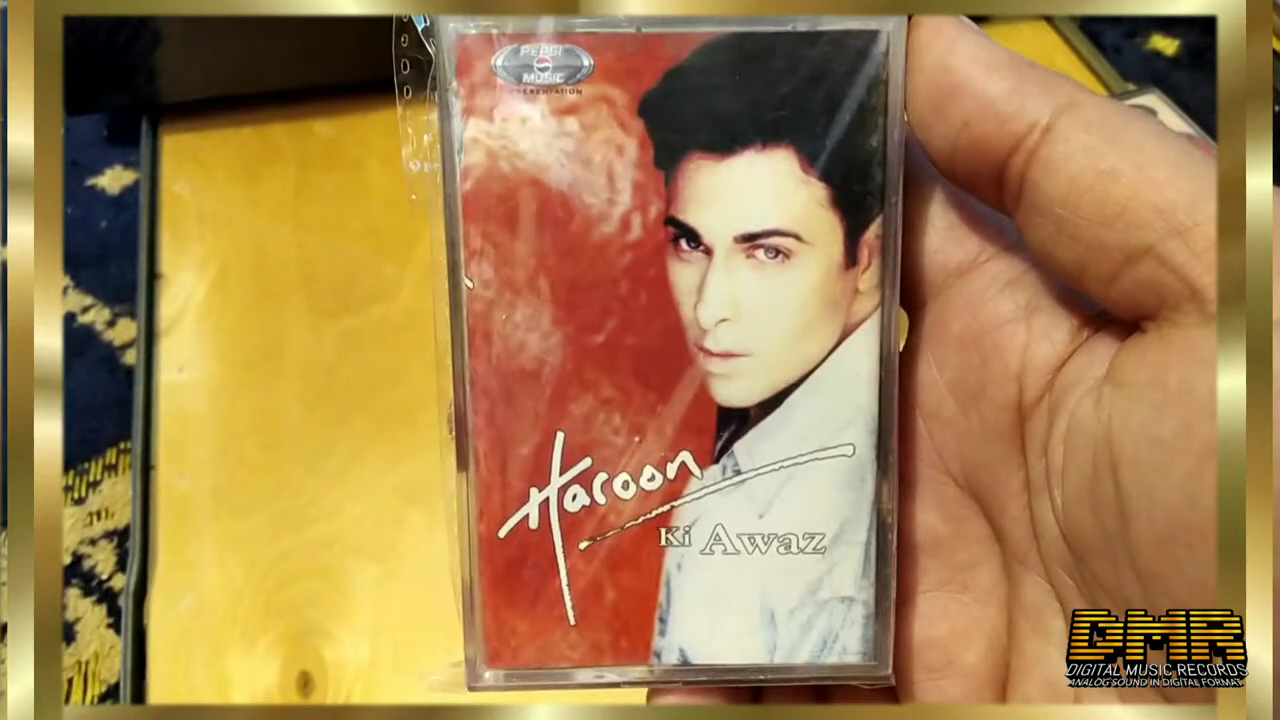 PEPSI
MUSIC
PRESENTATION
Haroon
Ki Awaz
DMR
DIGITAL MUSIC RECORDS
ANALOG SOUND IN DIGITAL FORMAT